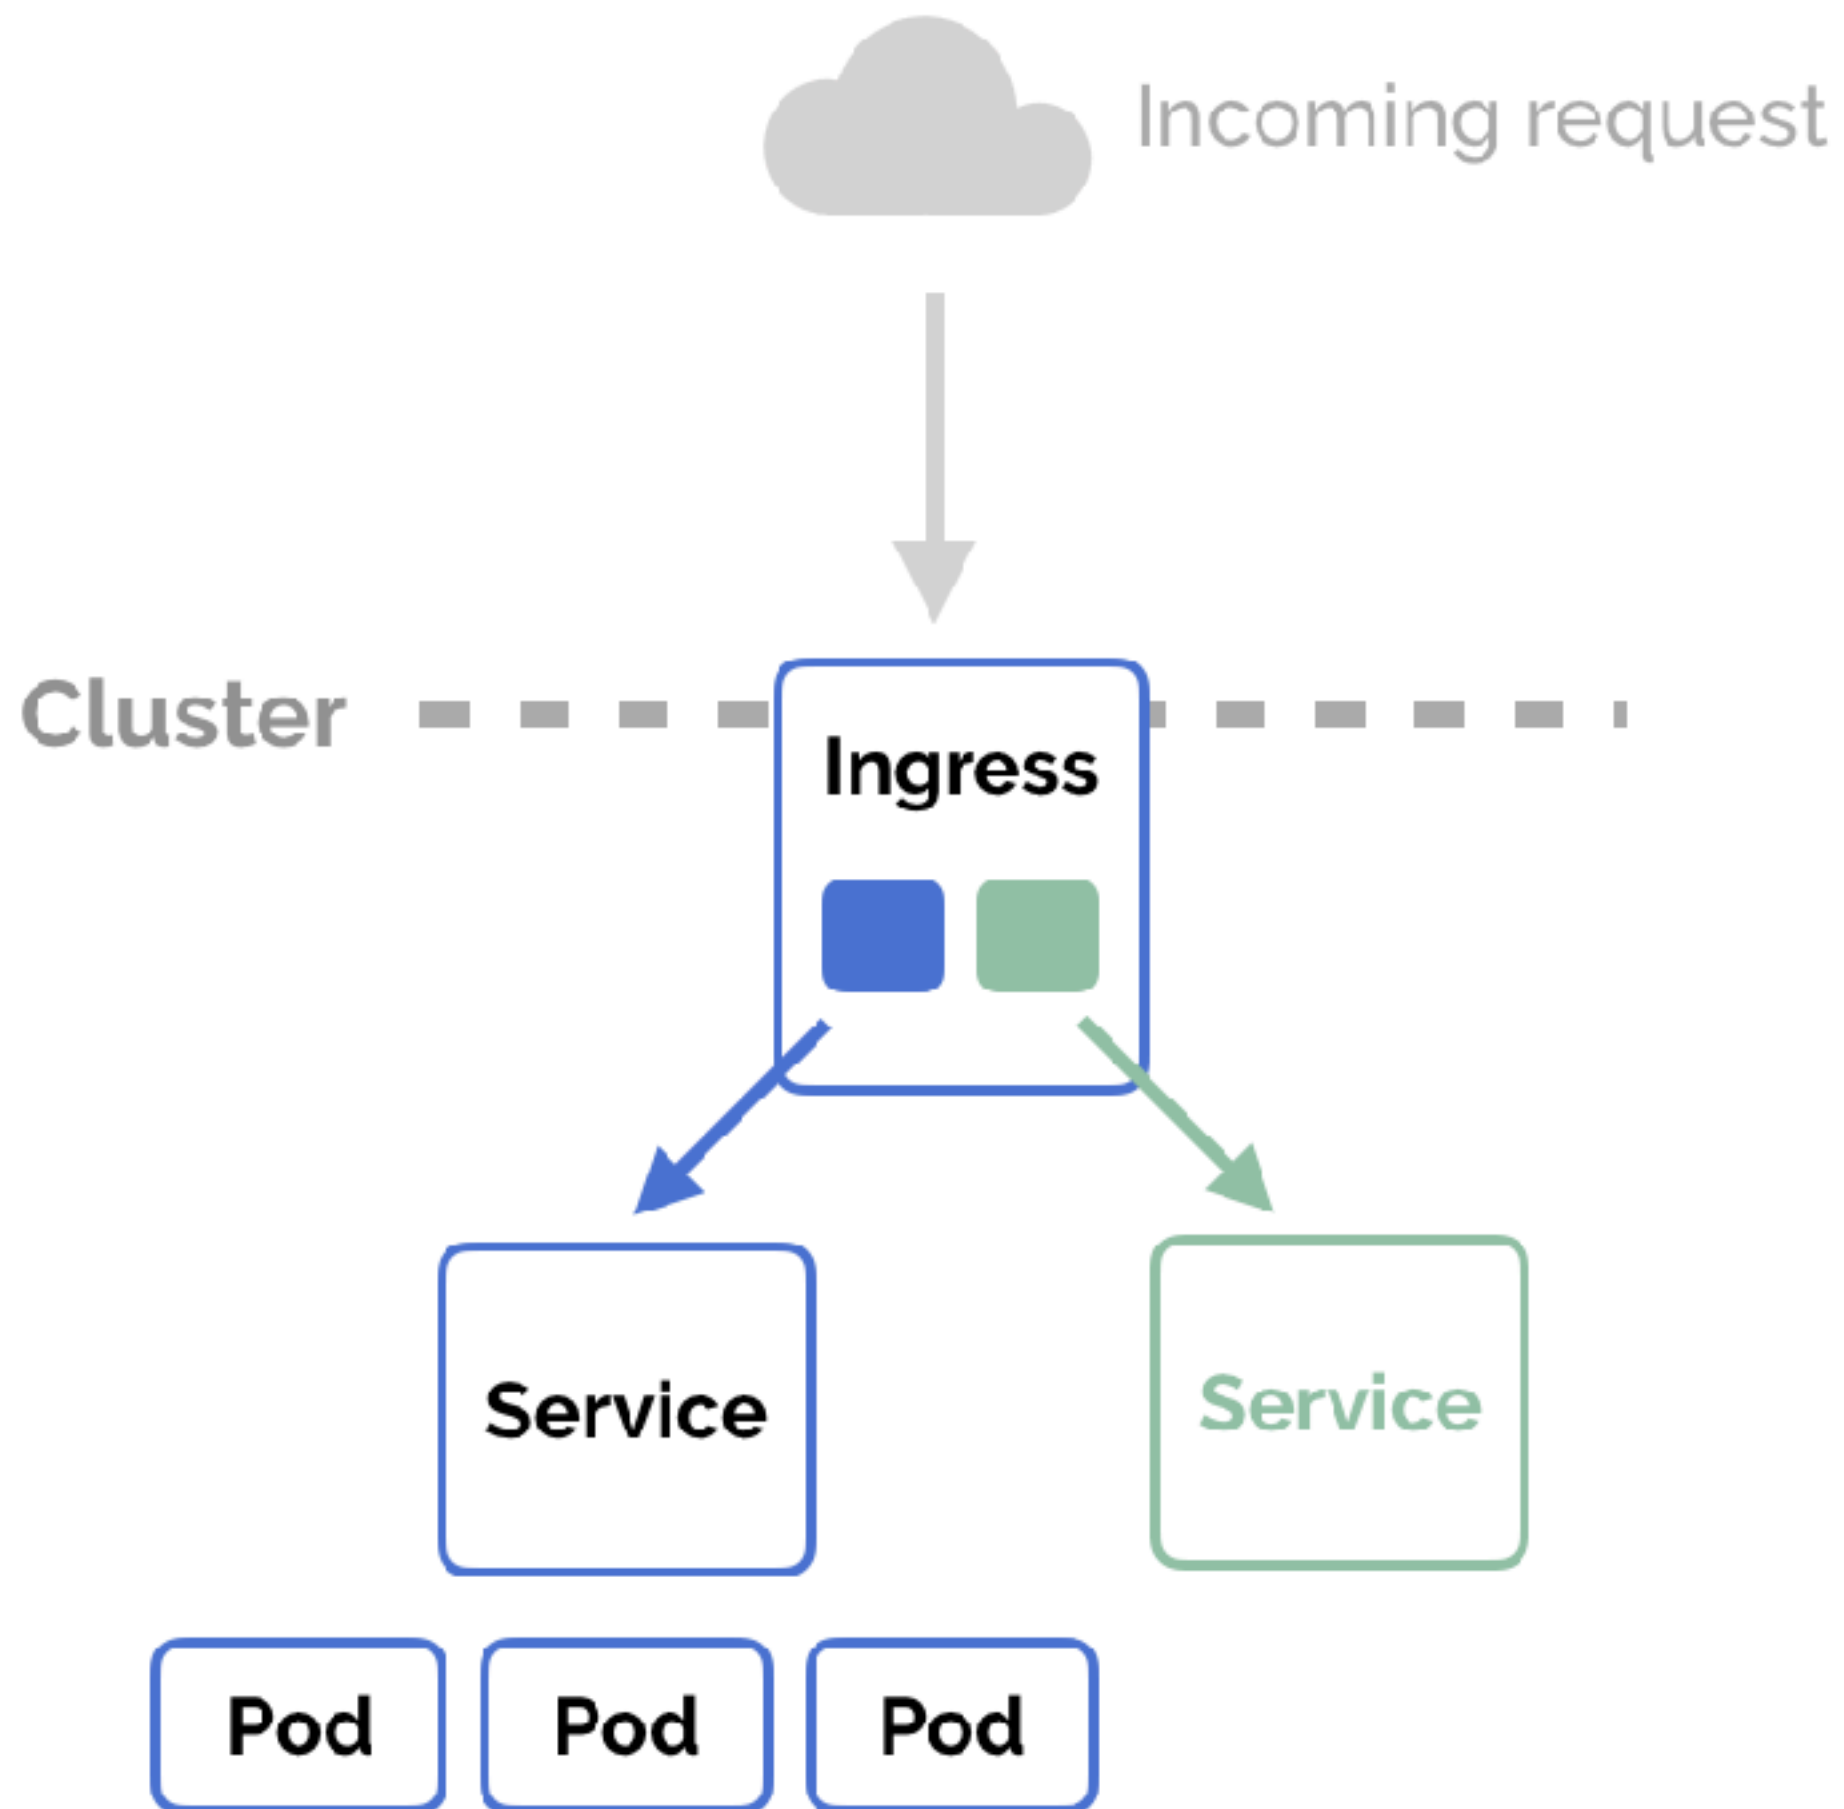 Incoming request
Cluster
Ingress
Service
Service
Pod
Pod
Pod